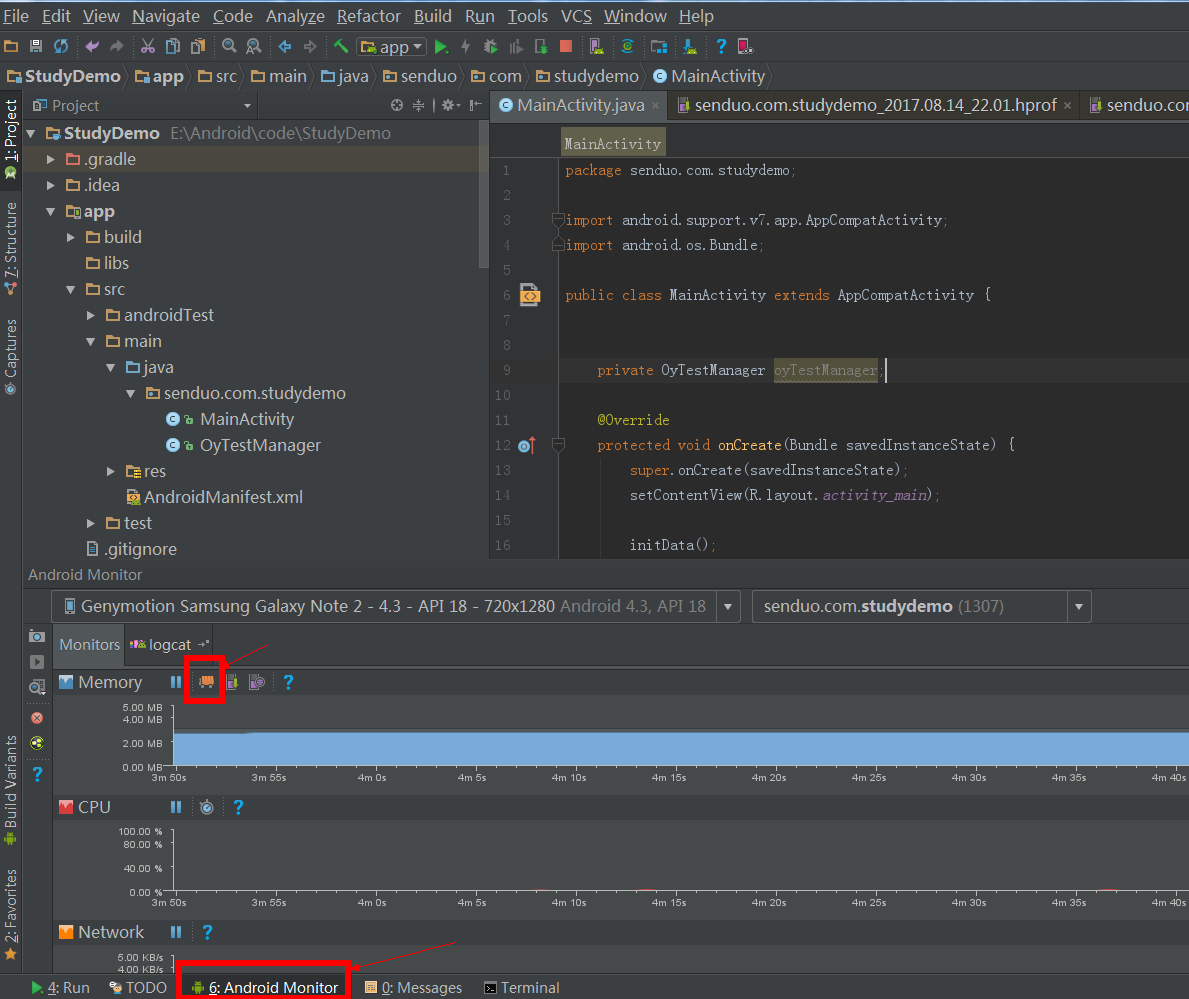 File Edit View Navigate Code Analyze Refactor Build Run Tools VCS Window Help
app
StudyDemo app src main java senduo com studydemo MainActivity
1: Project
7: Structure
Captures
Build Variants
2: Favorites
Project
StudyDemo E:\Android\code\StudyDemo
.gradle
.idea
app
build
libs
src
androidTest
main
java
senduo.com.studydemo
MainActivity
OyTestManager
res
AndroidManifest.xml
test
.gitignore
MainActivity.java senduo.com.studydemo_2017.08.14_22.01.hprof senduo.com
MainActivity
1 package senduo.com.studydemo;
2
3 import android.support.v7.app.AppCompatActivity;
4 import android.os.Bundle;
5
6 public class MainActivity extends AppCompatActivity {
7
8
9 private OyTestManager oyTestManager;
10
11 @Override
12 protected void onCreate(Bundle savedInstanceState) {
13 super.onCreate(savedInstanceState);
14 setContentView(R.layout.activity_main);
15
16 initData();
Android Monitor
Genymotion Samsung Galaxy Note 2 - 4.3 - API 18 - 720x1280 Android 4.3, API 18 senduo.com.studydemo (1307)
Monitors logcat
Memory
5.00 MB
4.00 MB
2.00 MB
0.00 MB
3m 50s 3m 55s 4m 0s 4m 5s 4m 10s 4m 15s 4m 20s 4m 25s 4m 30s 4m 35s 4m 40s
CPU
100.00 %
80.00 %
40.00 %
0.00 %
3m 50s 3m 55s 4m 0s 4m 5s 4m 10s 4m 15s 4m 20s 4m 25s 4m 30s 4m 35s 4m 40s
Network
5.00 KB/s
4.00 KB/s
4: Run TODO 6: Android Monitor 0: Messages Terminal